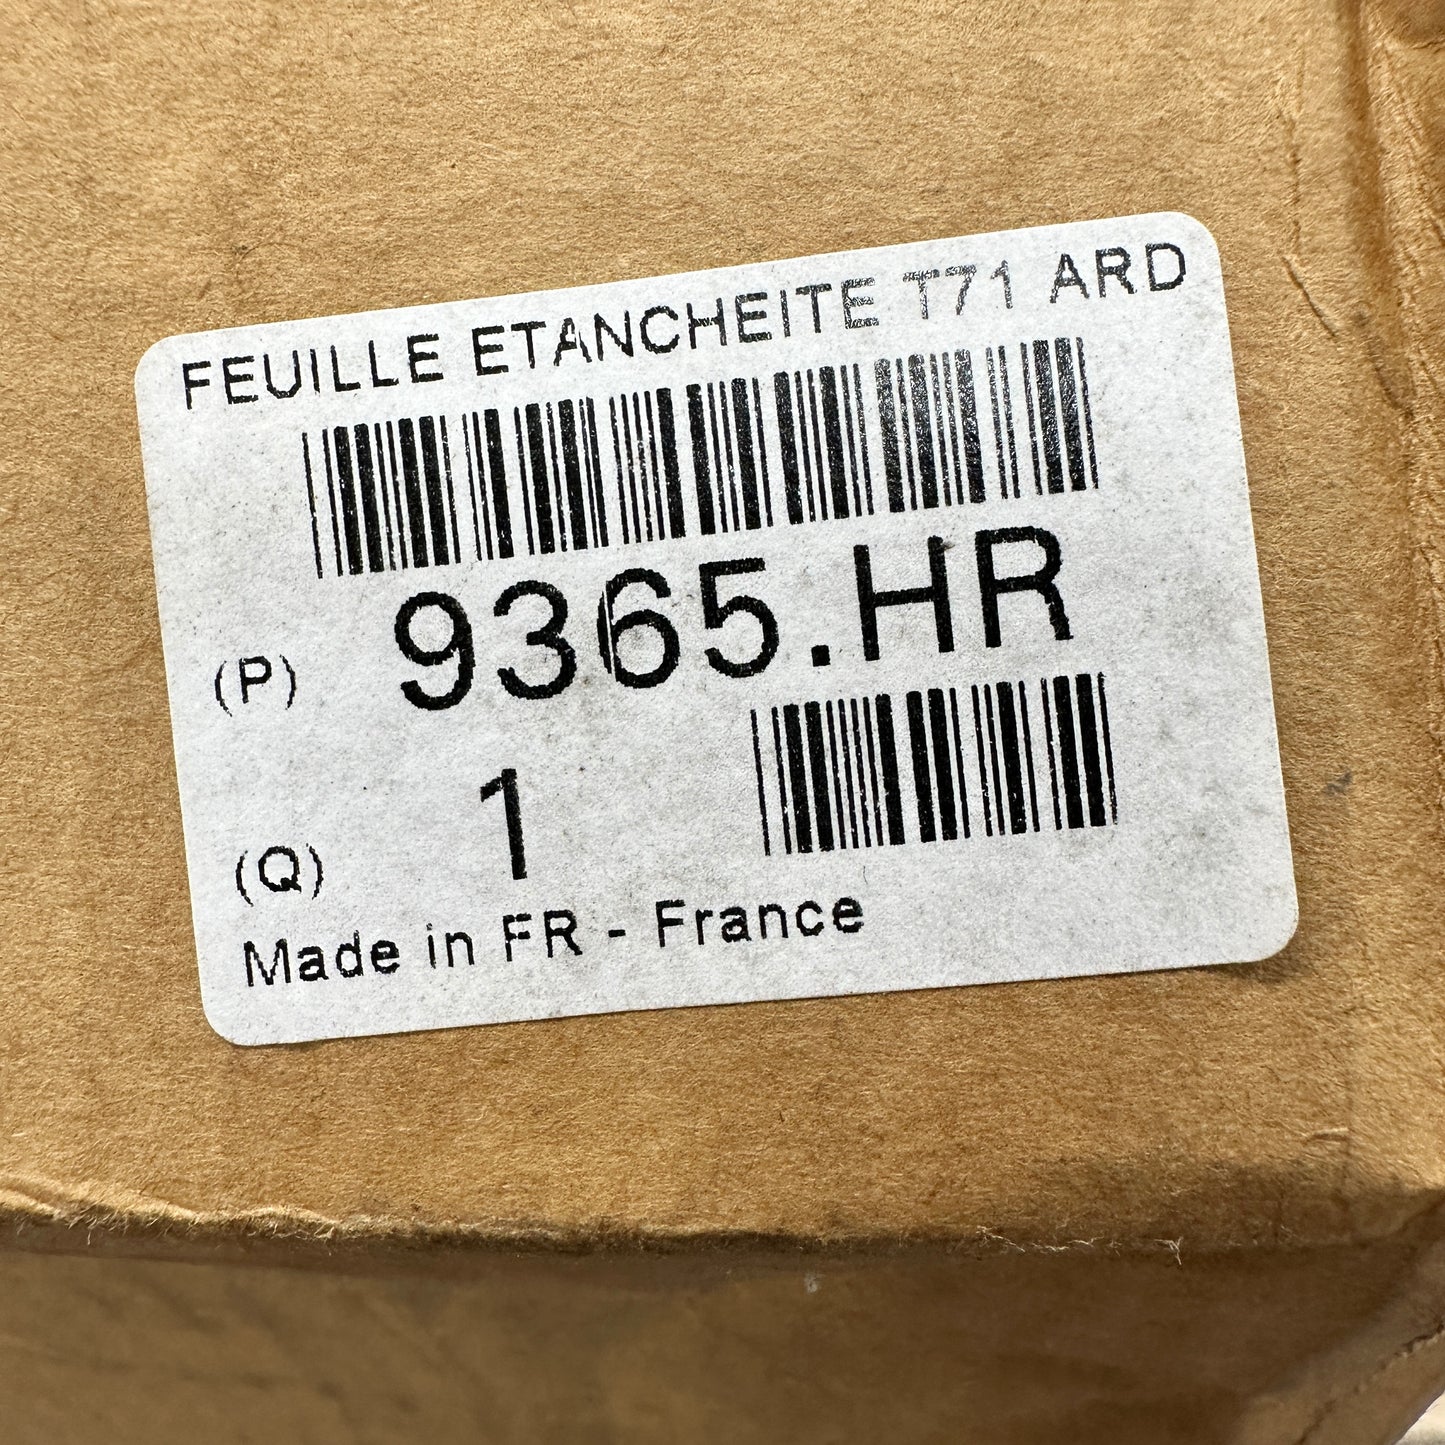 FEUILLE ETANCHEITE T71 ARD
(P) 9365.HR
(Q) 1
Made in FR - France